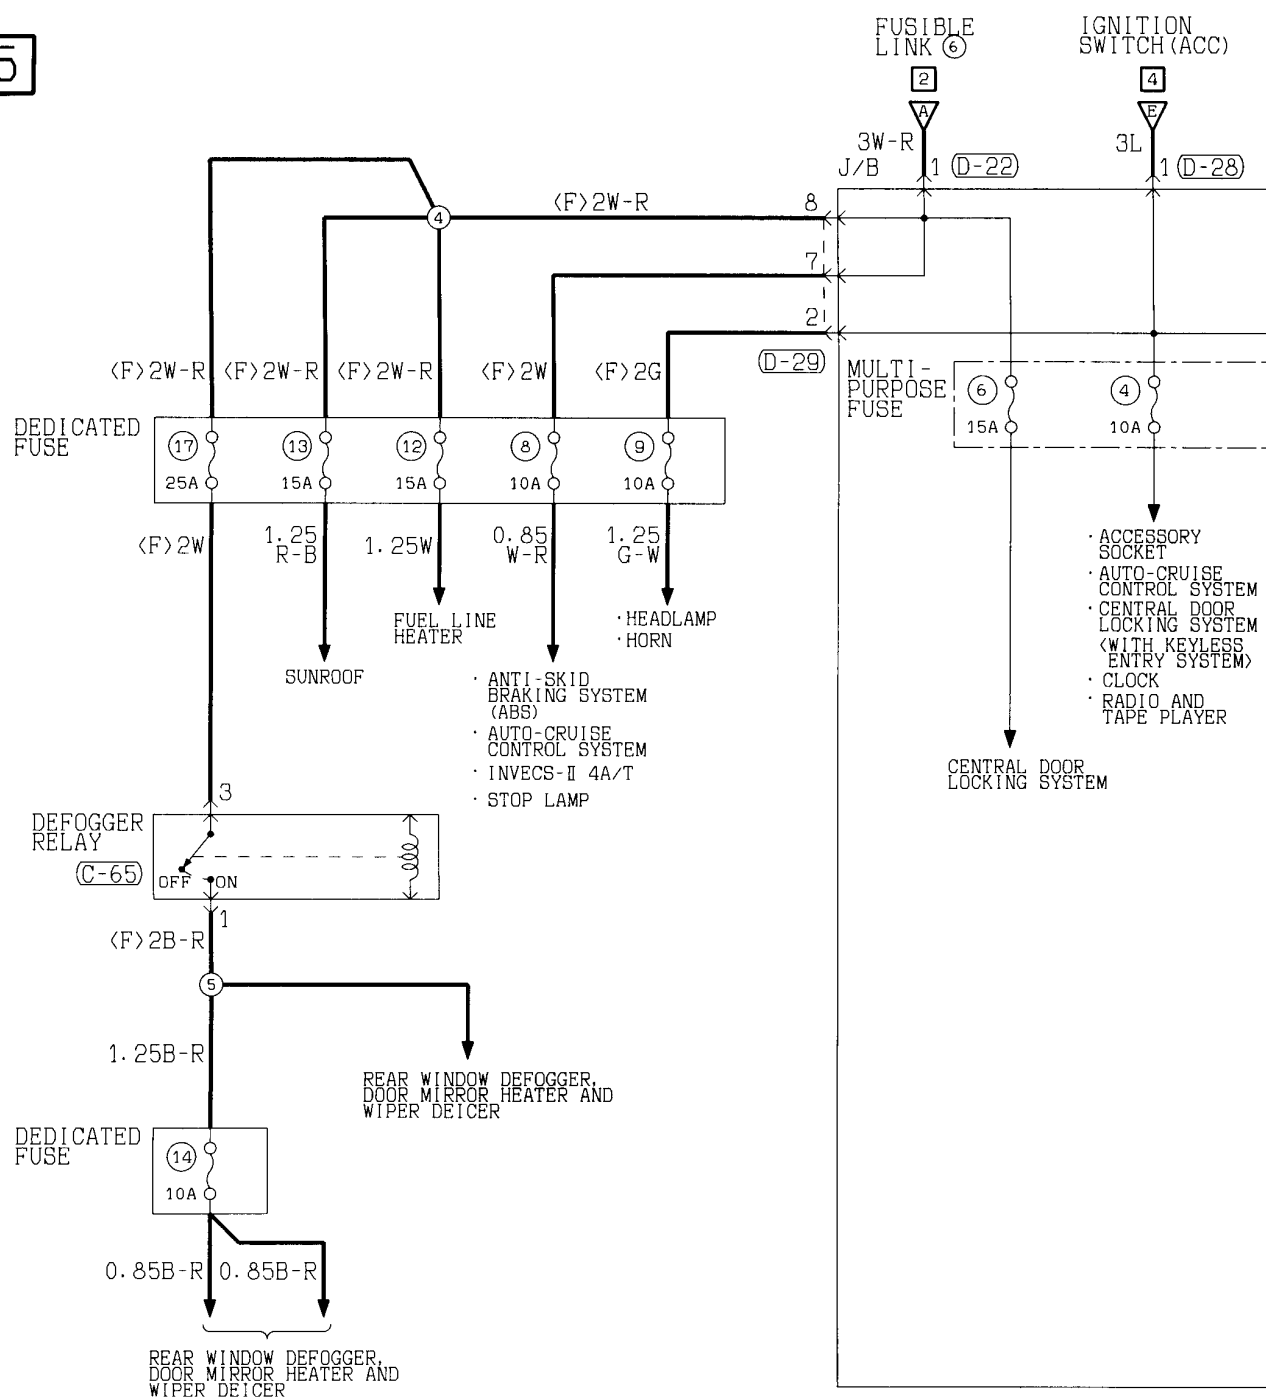 5
FUSIBLE
LINK ⑥
IGNITION
SWITCH(ACC)
2
4
A
E
3W-R
3L
J/B
1 (D-22)
1 (D-28)
<F>2W-R
8
4
7
2
<F>2W-R
<F>2W-R
<F>2W-R
<F>2W
<F>2G
(D-29)
MULTI-
PURPOSE
FUSE
6
15A
4
10A
DEDICATED
FUSE
17
25A
13
15A
12
15A
8
10A
9
10A
<F>2W
1.25
R-B
1.25W
0.85
W-R
1.25
G-W
· ACCESSORY
SOCKET
· AUTO-CRUISE
CONTROL SYSTEM
· CENTRAL DOOR
LOCKING SYSTEM
<WITH KEYLESS
ENTRY SYSTEM>
· CLOCK
· RADIO AND
TAPE PLAYER
FUEL LINE
HEATER
· HEADLAMP
· HORN
SUNROOF
· ANTI-SKID
BRAKING SYSTEM
(ABS)
· AUTO-CRUISE
CONTROL SYSTEM
· INVECS-Ⅱ 4A/T
· STOP LAMP
CENTRAL DOOR
LOCKING SYSTEM
3
DEFOGGER
RELAY
(C-65)
OFF
ON
1
<F>2B-R
5
1.25B-R
REAR WINDOW DEFOGGER,
DOOR MIRROR HEATER AND
WIPER DEICER
DEDICATED
FUSE
14
10A
0.85B-R
0.85B-R
REAR WINDOW DEFOGGER,
DOOR MIRROR HEATER AND
WIPER DEICER